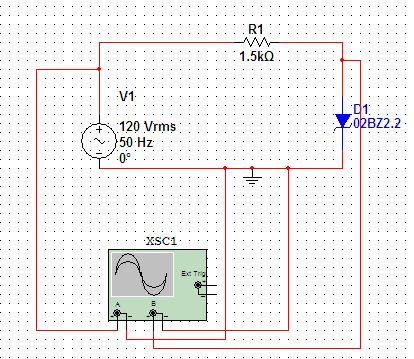 R1
1.5kΩ
V1
120 Vrms
50 Hz
0°
D1
02BZ2.2
XSC1
Ext Trig
A
B